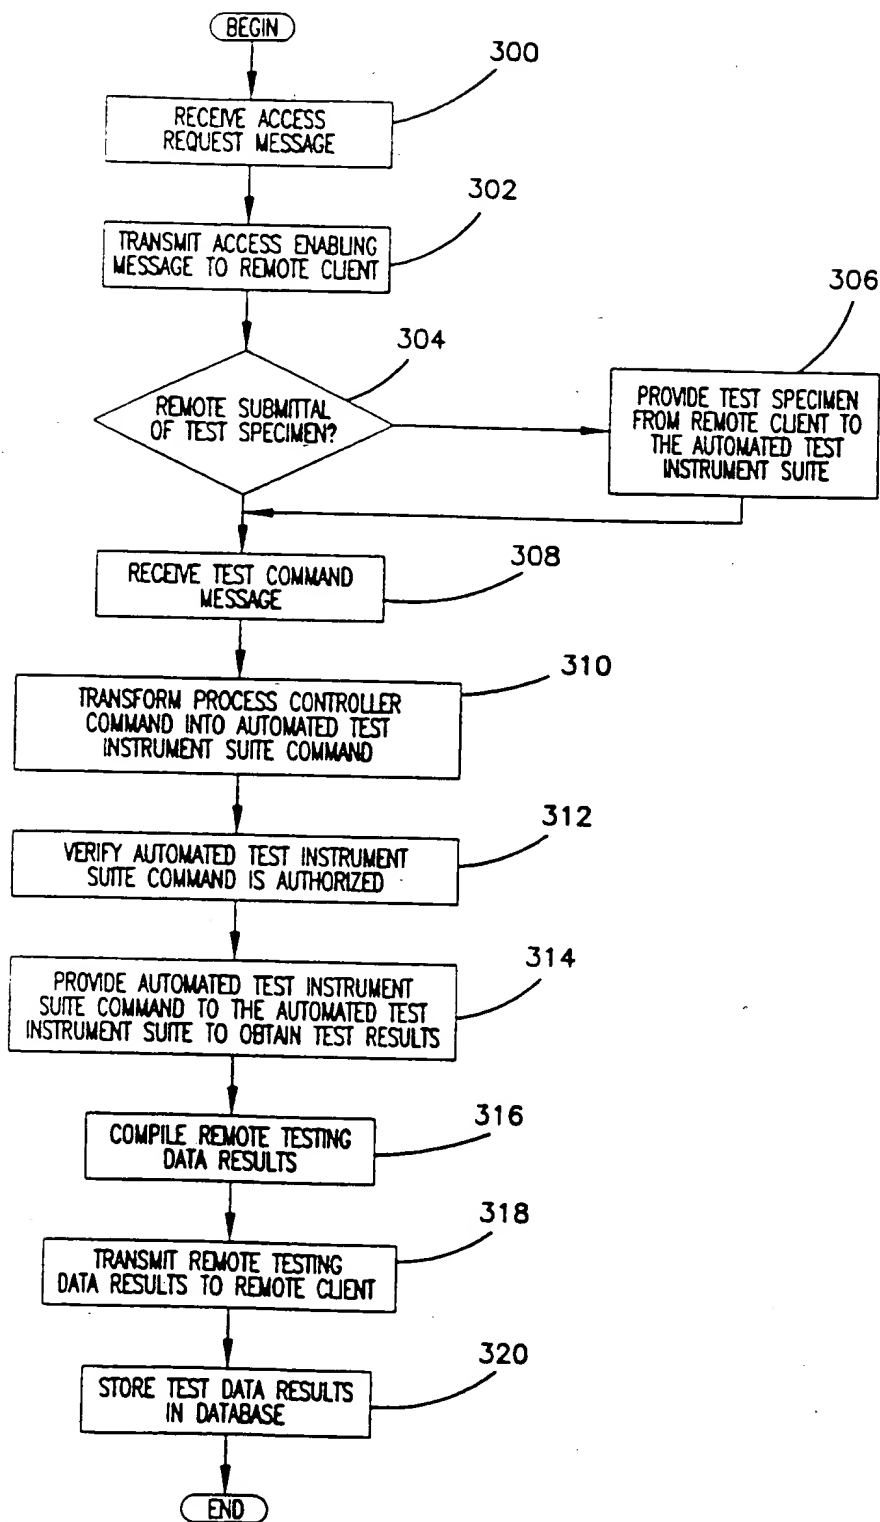 BEGIN
300
RECEIVE ACCESS
REQUEST MESSAGE
302
TRANSMIT ACCESS ENABLING
MESSAGE TO REMOTE CLIENT
304
REMOTE SUBMITTAL
OF TEST SPECIMEN?
306
PROVIDE TEST SPECIMEN
FROM REMOTE CLIENT TO
THE AUTOMATED TEST
INSTRUMENT SUITE
308
RECEIVE TEST COMMAND
MESSAGE
310
TRANSFORM PROCESS CONTROLLER
COMMAND INTO AUTOMATED TEST
INSTRUMENT SUITE COMMAND
312
VERIFY AUTOMATED TEST INSTRUMENT
SUITE COMMAND IS AUTHORIZED
314
PROVIDE AUTOMATED TEST INSTRUMENT
SUITE COMMAND TO THE AUTOMATED TEST
INSTRUMENT SUITE TO OBTAIN TEST RESULTS
316
COMPILE REMOTE TESTING
DATA RESULTS
318
TRANSMIT REMOTE TESTING
DATA RESULTS TO REMOTE CLIENT
320
STORE TEST DATA RESULTS
IN DATABASE
END